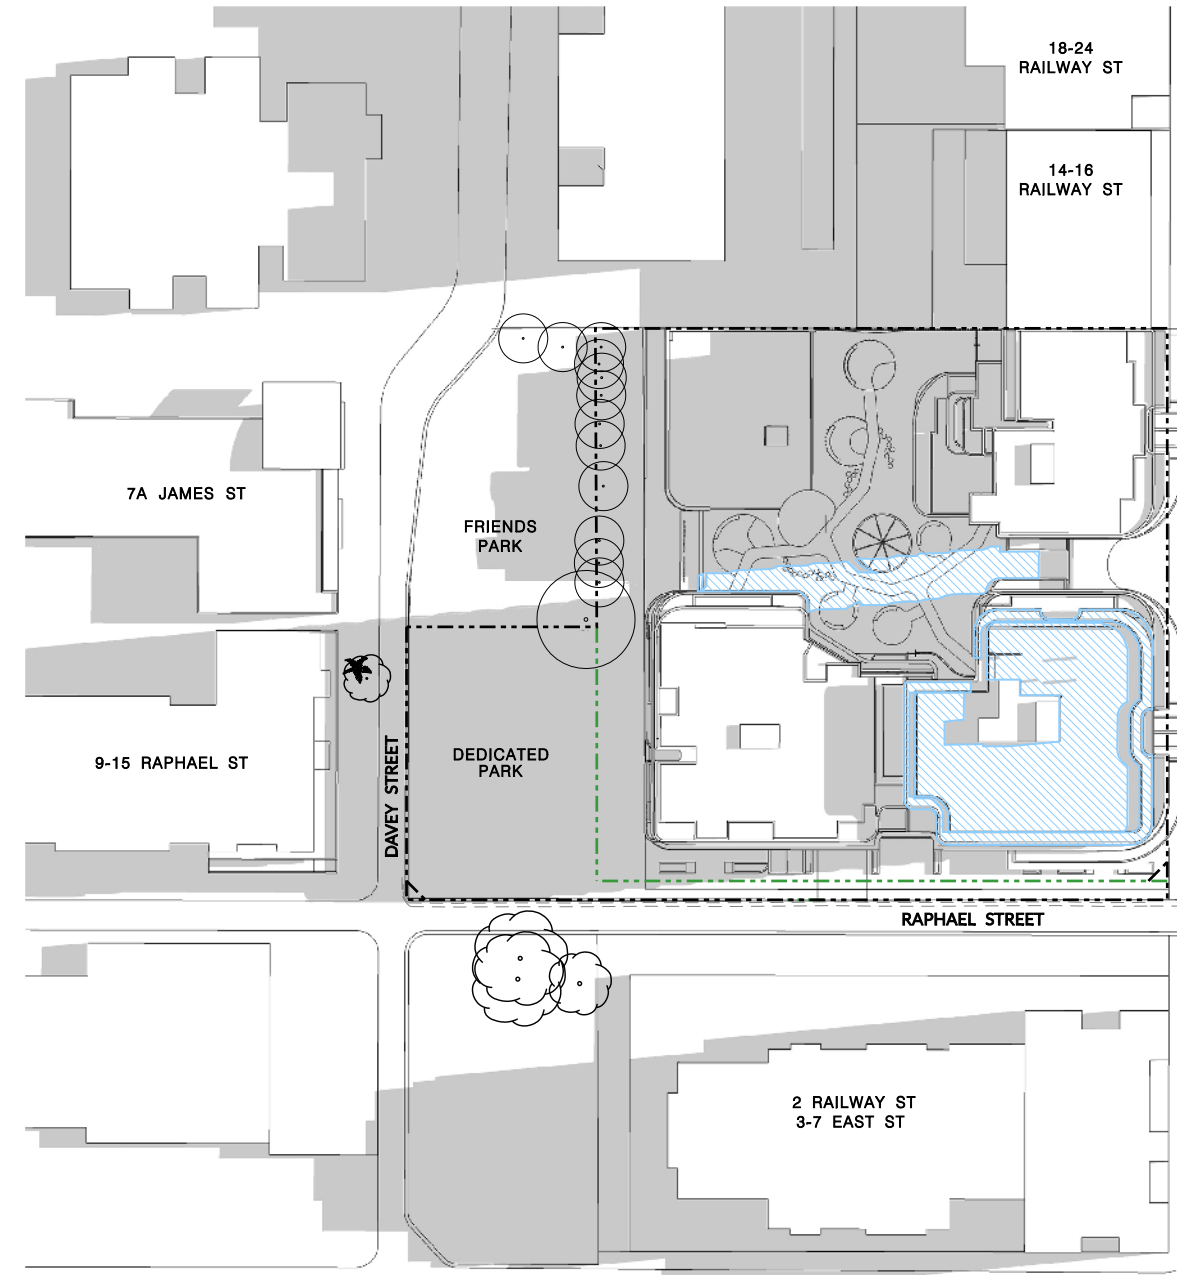 18-24
RAILWAY ST
14-16
RAILWAY ST
7A JAMES ST
FRIENDS
PARK
9-15 RAPHAEL ST
DAVEY STREET
DEDICATED
PARK
RAPHAEL STREET
2 RAILWAY ST
3-7 EAST ST